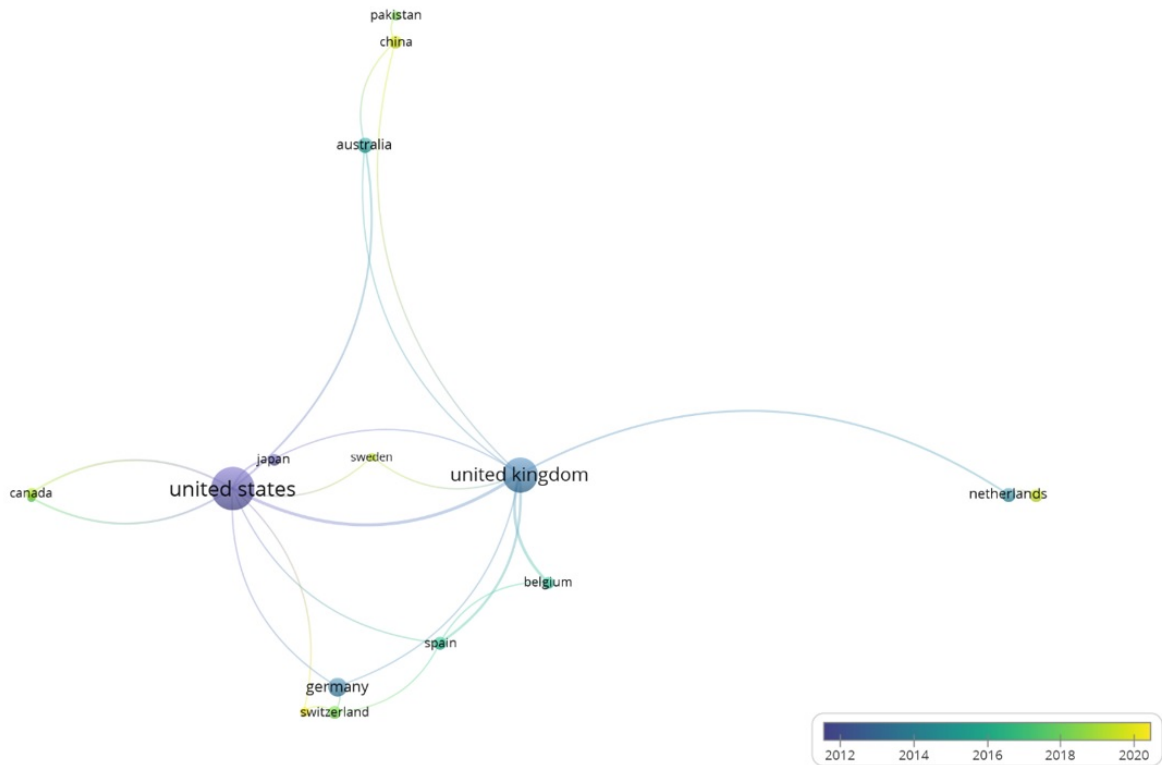 pakistan
china
australia
japan
sweden
united kingdom
united states
canada
netherlands
belgium
spain
germany
switzerland
2012 2014 2016 2018 2020